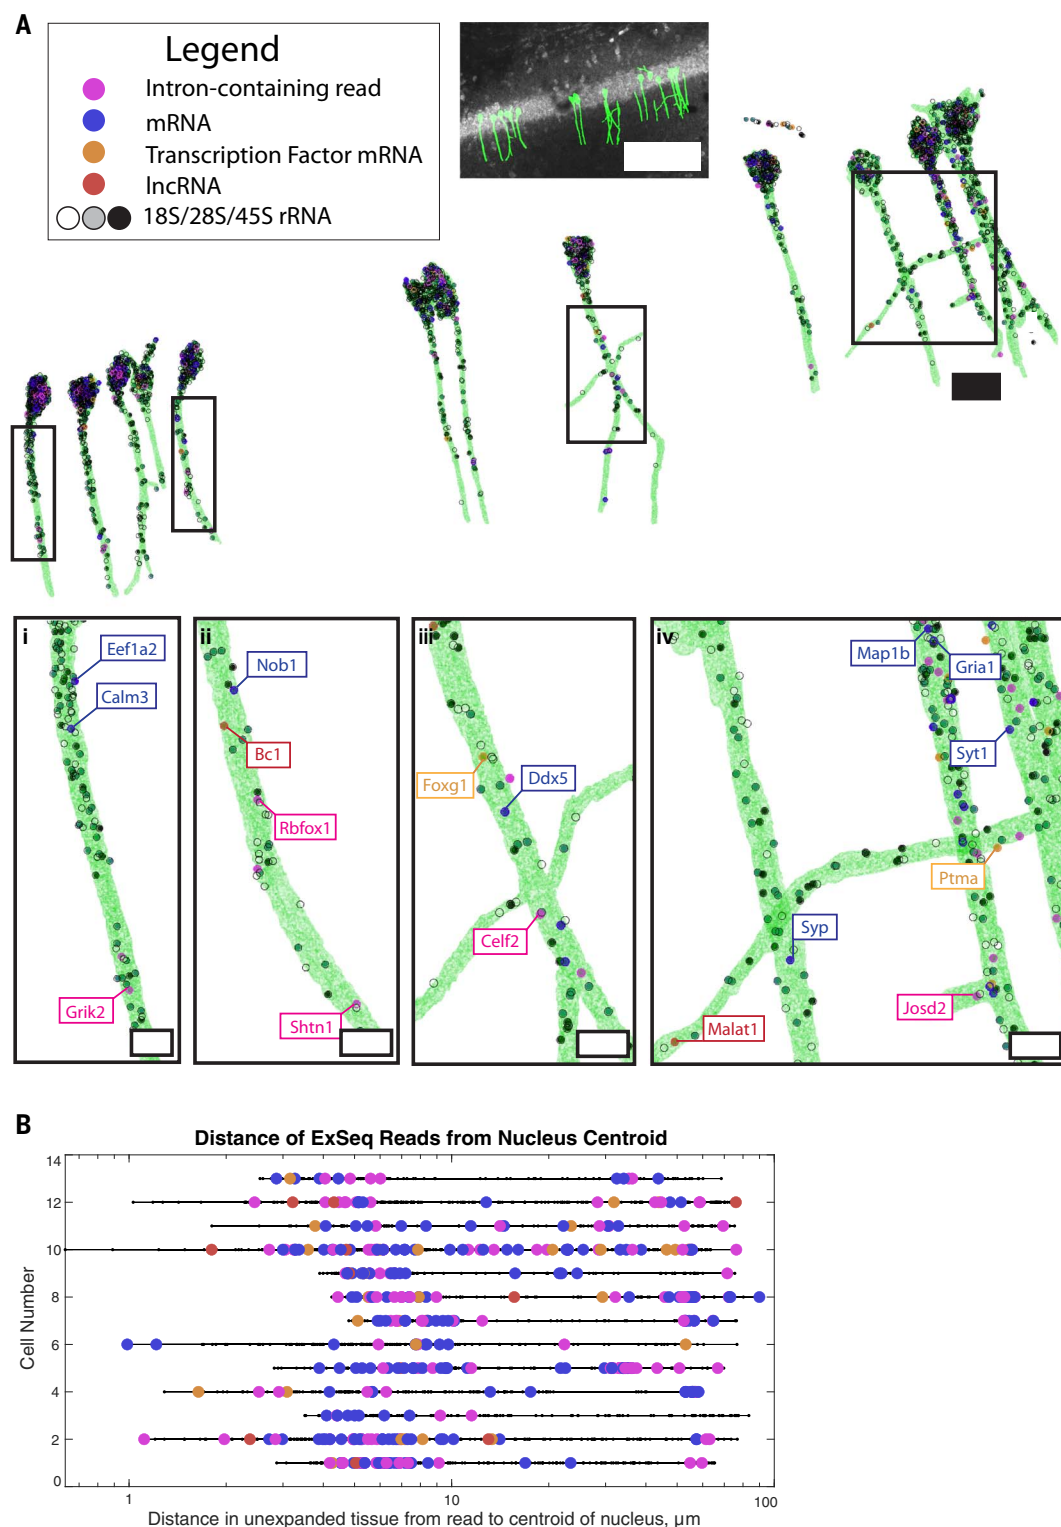 A
Legend
Intron-containing read
mRNA
Transcription Factor mRNA
lncRNA
18S/28S/45S rRNA
i
Eef1a2
Calm3
Grik2
ii
Nob1
Bc1
Rbfox1
Shtn1
iii
Foxg1
Ddx5
Celf2
iv
Map1b
Gria1
Syt1
Ptma
Syp
Josd2
Malat1
B
Distance of ExSeq Reads from Nucleus Centroid
14
12
10
8
6
4
2
0
Cell Number
1 10 100
Distance in unexpanded tissue from read to centroid of nucleus, μm